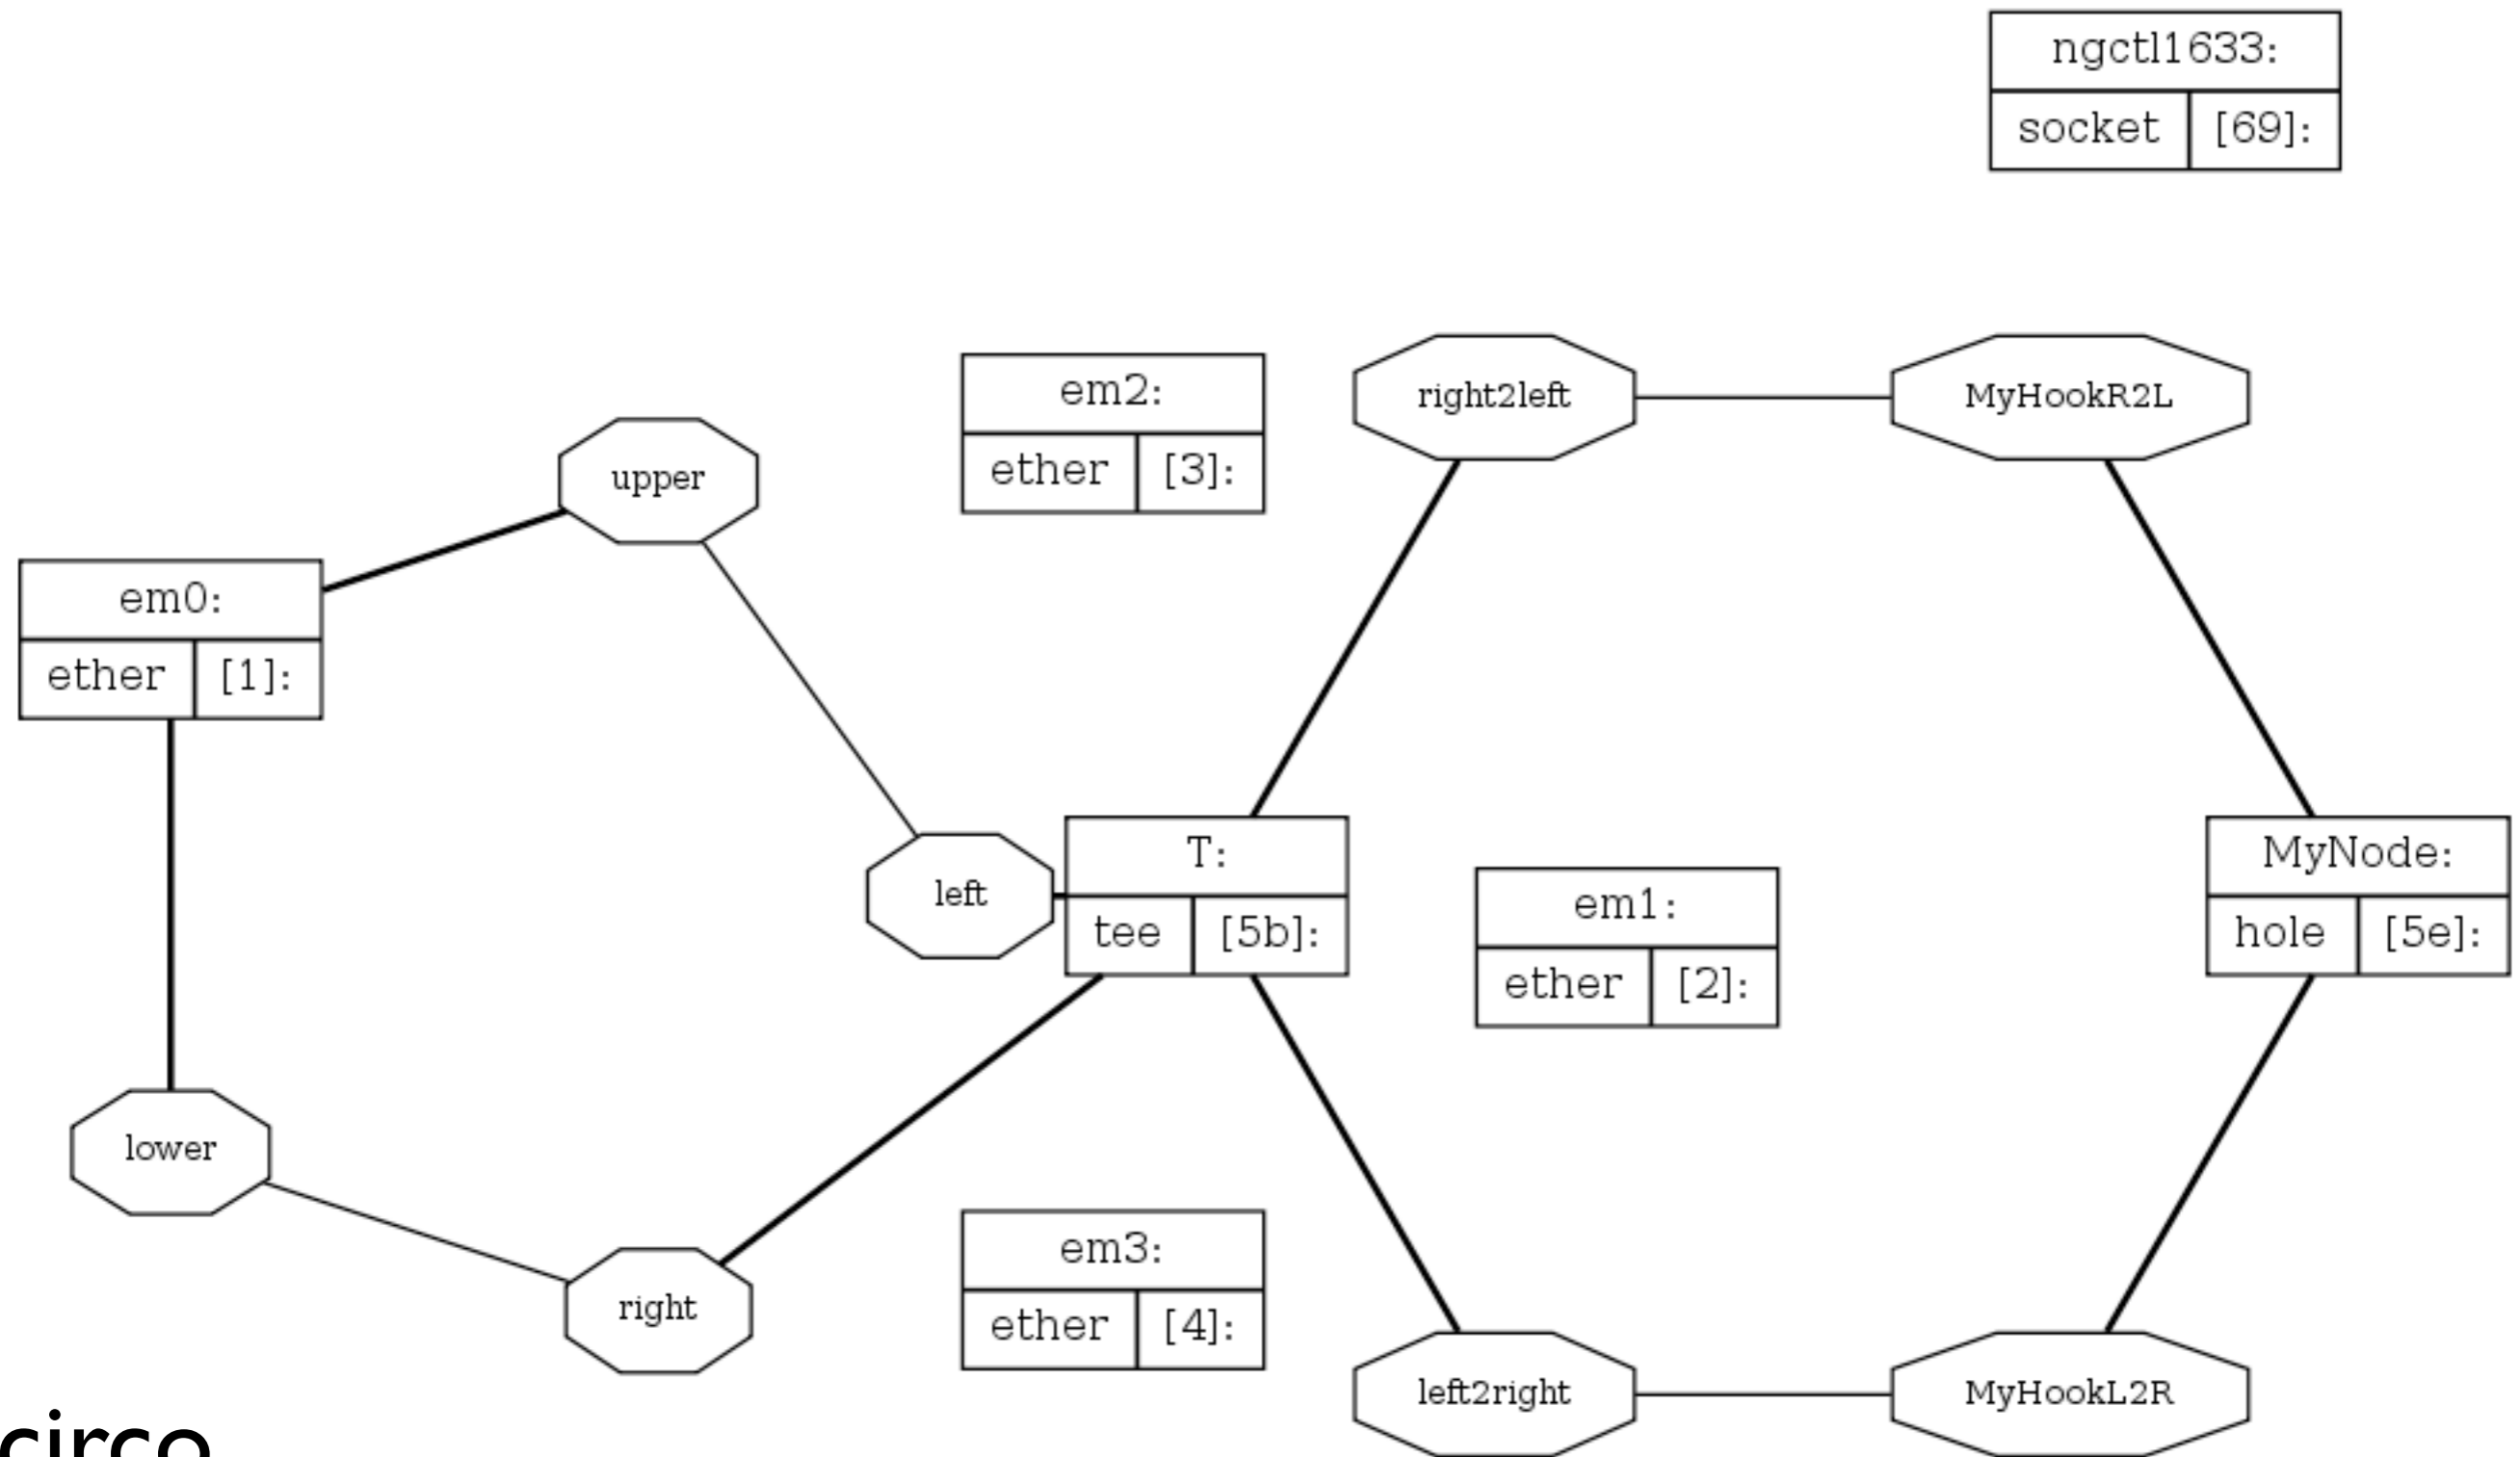 ngctl1633:
socket [69]:
right2left
MyHookR2L
em2:
ether [3]:
upper
em0:
ether [1]:
T:
tee [5b]:
left
MyNode:
hole [5e]:
em1:
ether [2]:
lower
em3:
ether [4]:
right
left2right
MyHookL2R
circo